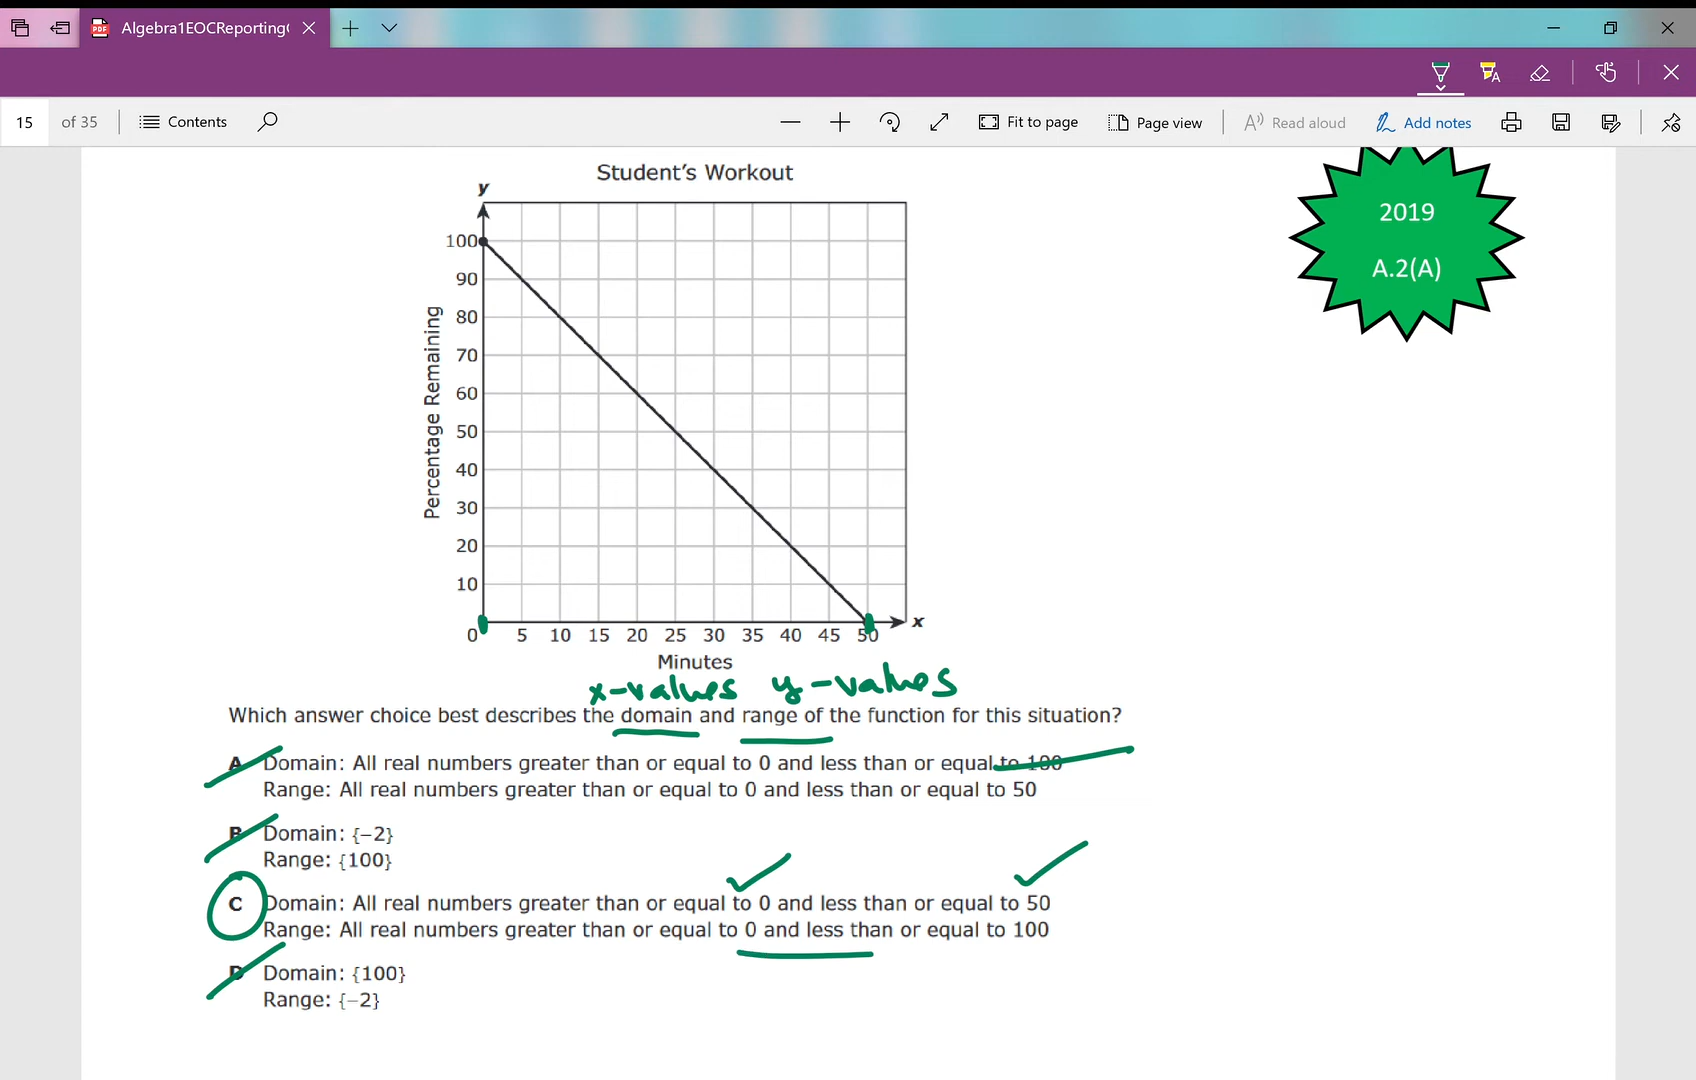 Algebra1EOCReporting(
15 of 35 Contents Fit to page Page view Read aloud Add notes
Student's Workout
2019
A.2(A)
y
100
90
80
70
60
50
40
30
20
10
Percentage Remaining
0 5 10 15 20 25 30 35 40 45 50 x
Minutes
x-values y-values
Which answer choice best describes the domain and range of the function for this situation?
A Domain: All real numbers greater than or equal to 0 and less than or equal to 100
Range: All real numbers greater than or equal to 0 and less than or equal to 50
B Domain: {−2}
Range: {100}
C Domain: All real numbers greater than or equal to 0 and less than or equal to 50
Range: All real numbers greater than or equal to 0 and less than or equal to 100
D Domain: {100}
Range: {−2}